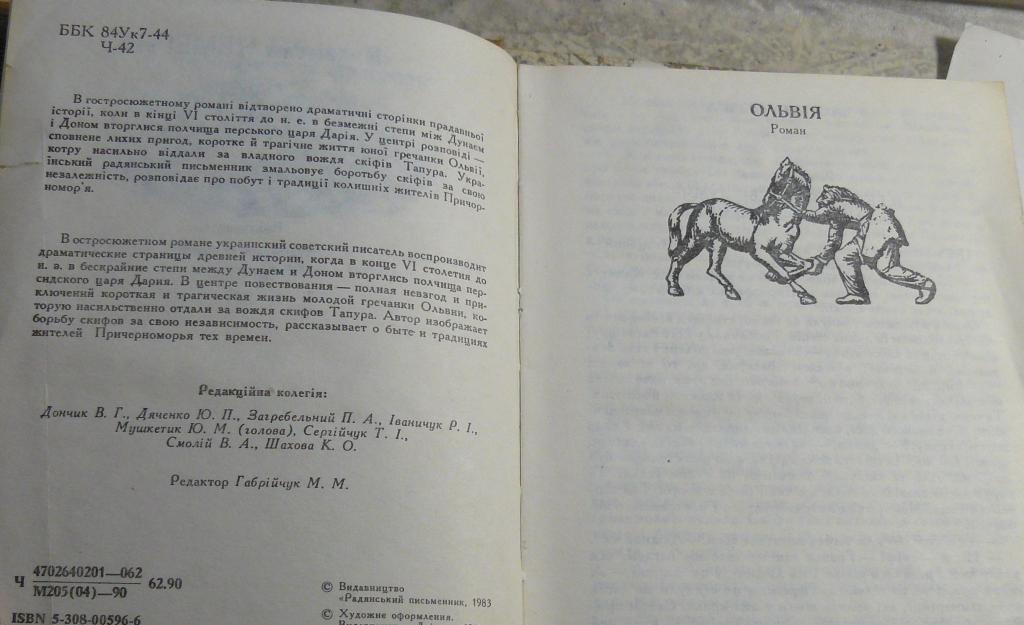 ББК 84Ук7-44
Ч-42
В гостросюжетному романі відтворено драматичні сторінки прадавньої
історії, коли в кінці VI століття до н. е. в безмежні степи між Дунаєм
і Доном вторглися полчища перського царя Дарія. У центрі розповіді —
сповнене лихих пригод, коротке й трагічне життя юної гречанки Ольвії,
котру насильно віддали за владного вождя скіфів Тапура. Укра-
їнський радянський письменник змальовує боротьбу скіфів за свою
незалежність, розповідає про побут і традиції колишніх жителів Причор-
номор'я.
В остросюжетном романе украинский советский писатель воспроизводит
драматические страницы древней истории, когда в конце VI столетия до
н. э. в бескрайние степи между Дунаем и Доном вторглись полчища пер-
сидского царя Дария. В центре повествования — полная невзгод и при-
ключений короткая и трагическая жизнь молодой гречанки Ольвии, ко-
торую насильственно отдали за вождя скифов Тапура. Автор изображает
борьбу скифов за свою независимость, рассказывает о быте и традициях
жителей Причерноморья тех времен.
Редакційна колегія:
Дончик В. Г., Дяченко Ю. П., Загребельний П. А., Іваничук Р. І.,
Мушкетик Ю. М. (голова), Сергійчук Т. І.,
Смолій В. А., Шахова К. О.
Редактор Габрійчук М. М.
Ч 4702640201—062
М205(04)—90 62.90
ISBN 5-308-00596-6
© Видавництво
«Радянський письменник, 1983
© Художне оформления.
ОЛЬВІЯ
Роман